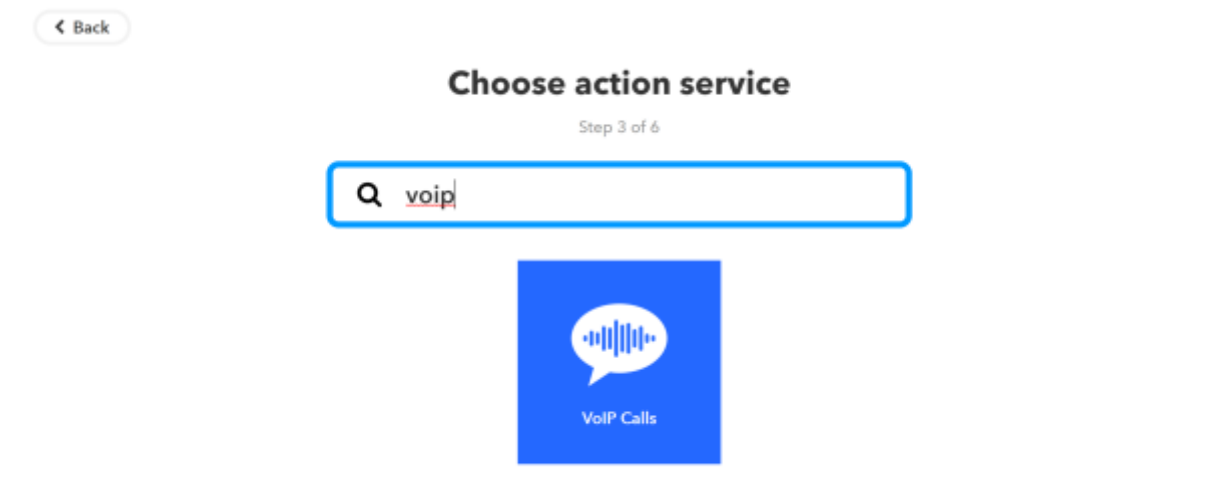 Back
Choose action service
Step 3 of 6
voip
VoIP Calls